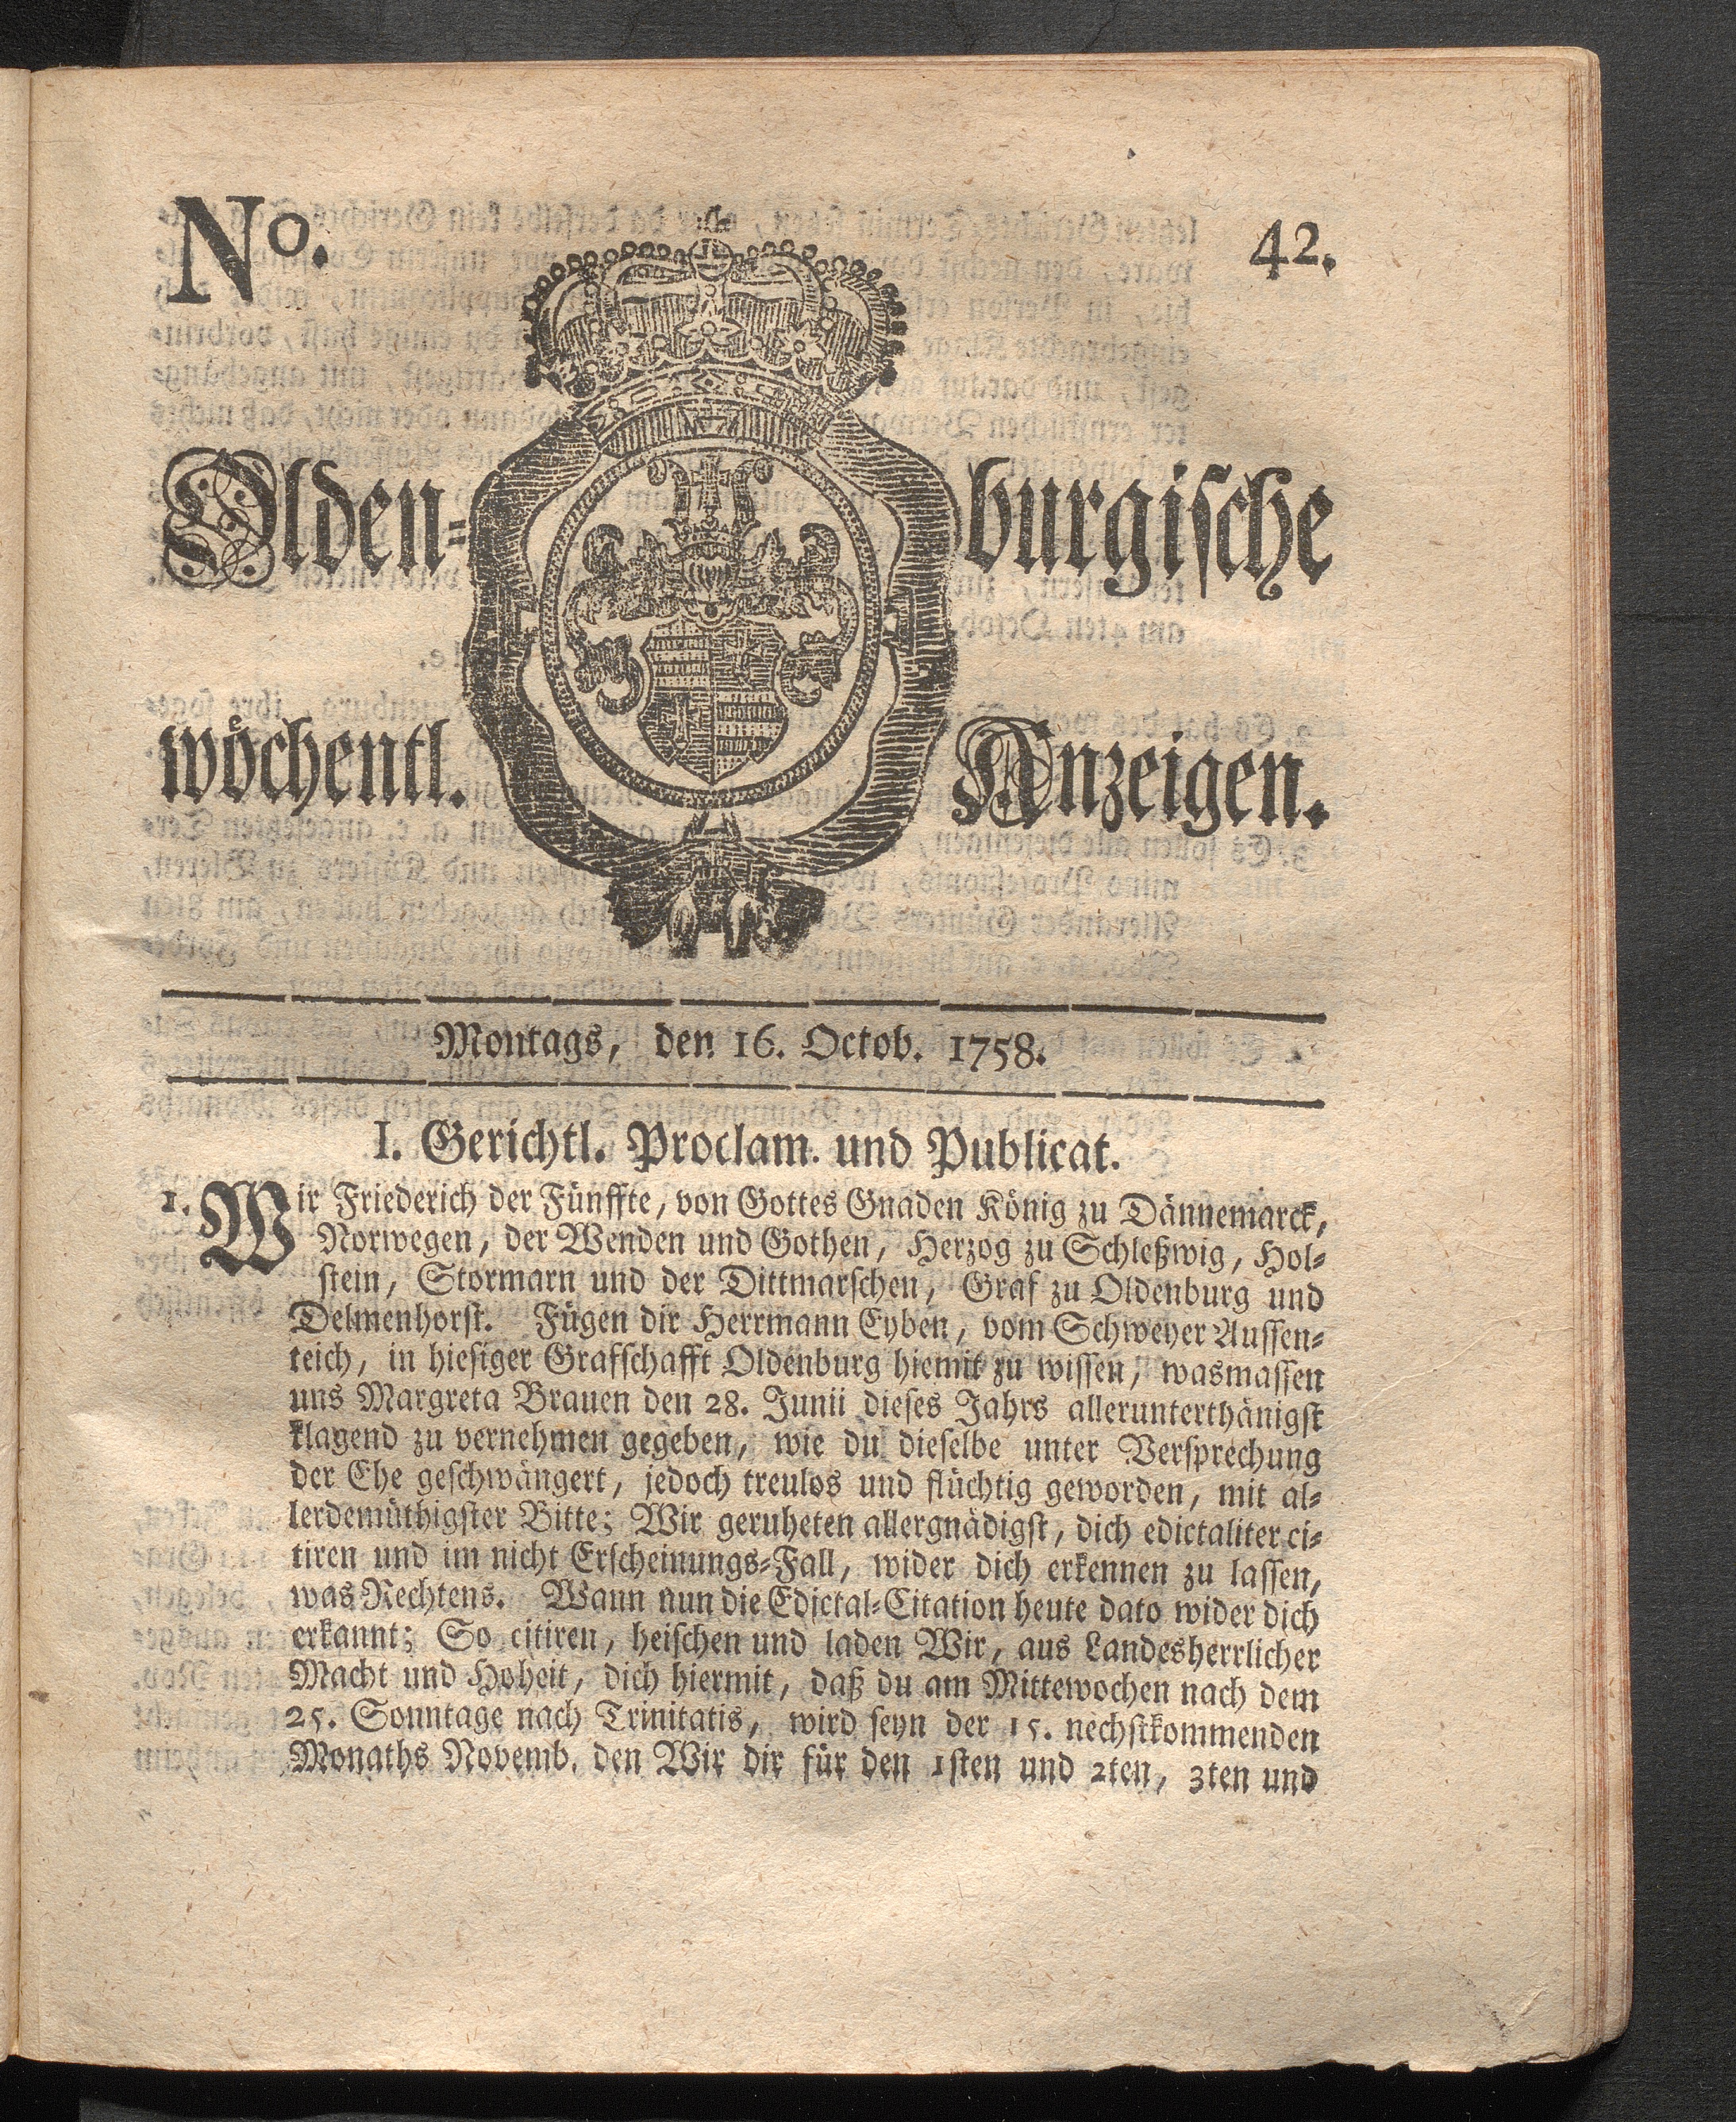 No. 42.
Olden-burgische
wöchentl. Anzeigen.
Montags, den 16. Octob. 1758.
I. Gerichtl. Proclam. und Publicat.
1. Wir Friederich der Fünffte, von Gottes Gnaden König zu Dännemarck,
Norwegen, der Wenden und Gothen, Herzog zu Schleßwig, Hol-
stein, Stormarn und der Dittmarschen, Graf zu Oldenburg und
Delmenhorst. Fügen dir Herrmann Eyben, vom Schweyer Aussen-
teich, in hiesiger Grafschafft Oldenburg hiemit zu wissen, wasmassen
uns Margreta Brauen den 28. Junii dieses Jahrs allerunterthänigst
klagend zu vernehmen gegeben, wie du dieselbe unter Versprechung
der Ehe geschwängert, jedoch treulos und flüchtig geworden, mit al-
lerdemüthigster Bitte; Wir geruheten allergnädigst, dich edictaliter ci-
tiren und im nicht Erscheinungs-Fall, wider dich erkennen zu lassen,
was Rechtens. Wann nun die Edictal-Citation heute dato wider dich
erkannt; So citiren, heischen und laden Wir, aus Landesherrlicher
Macht und Hoheit, dich hiermit, daß du am Mittewochen nach dem
25. Sonntage nach Trinitatis, wird seyn der 15. nechstkommenden
Monaths Novemb. den Wir dir für den 1sten und 2ten, 3ten und